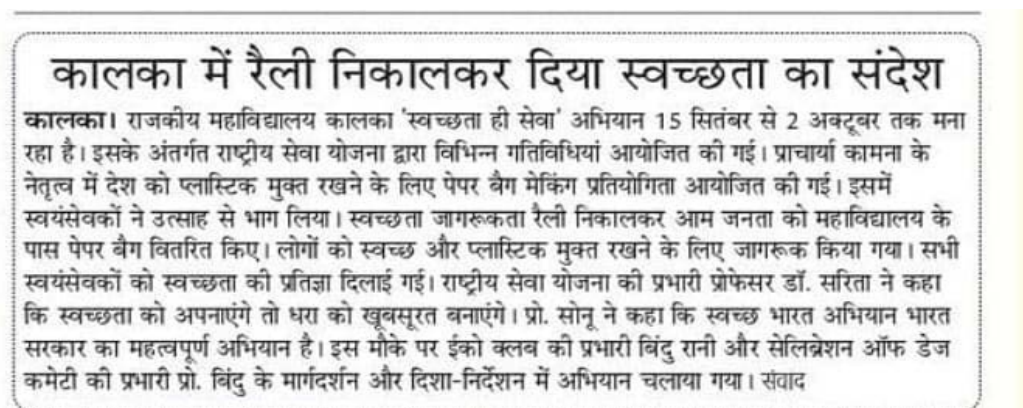 कालका में रैली निकालकर दिया स्वच्छता का संदेश
कालका। राजकीय महाविद्यालय कालका 'स्वच्छता ही सेवा' अभियान 15 सितंबर से 2 अक्टूबर तक मना
रहा है। इसके अंतर्गत राष्ट्रीय सेवा योजना द्वारा विभिन्न गतिविधियां आयोजित की गई। प्राचार्या कामना के
नेतृत्व में देश को प्लास्टिक मुक्त रखने के लिए पेपर बैग मेकिंग प्रतियोगिता आयोजित की गई। इसमें
स्वयंसेवकों ने उत्साह से भाग लिया। स्वच्छता जागरूकता रैली निकालकर आम जनता को महाविद्यालय के
पास पेपर बैग वितरित किए। लोगों को स्वच्छ और प्लास्टिक मुक्त रखने के लिए जागरूक किया गया। सभी
स्वयंसेवकों को स्वच्छता की प्रतिज्ञा दिलाई गई। राष्ट्रीय सेवा योजना की प्रभारी प्रोफेसर डॉ. सरिता ने कहा
कि स्वच्छता को अपनाएंगे तो धरा को खूबसूरत बनाएंगे। प्रो. सोनू ने कहा कि स्वच्छ भारत अभियान भारत
सरकार का महत्वपूर्ण अभियान है। इस मौके पर ईको क्लब की प्रभारी बिंदु रानी और सेलिब्रेशन ऑफ डेज
कमेटी की प्रभारी प्रो. बिंदु के मार्गदर्शन और दिशा-निर्देशन में अभियान चलाया गया। संवाद